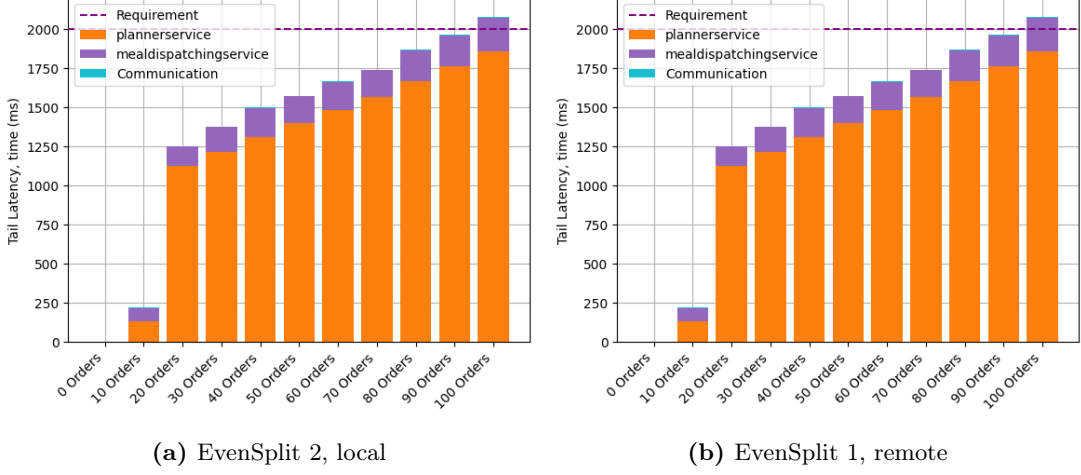 Requirement
plannerservice
mealdispatchingservice
Communication
2000
1750
1500
1250
1000
750
500
250
0
Tail Latency, time (ms)
0 Orders
10 Orders
20 Orders
30 Orders
40 Orders
50 Orders
60 Orders
70 Orders
80 Orders
90 Orders
100 Orders
(a) EvenSplit 2, local
Requirement
plannerservice
mealdispatchingservice
Communication
2000
1750
1500
1250
1000
750
500
250
0
Tail Latency, time (ms)
0 Orders
10 Orders
20 Orders
30 Orders
40 Orders
50 Orders
60 Orders
70 Orders
80 Orders
90 Orders
100 Orders
(b) EvenSplit 1, remote